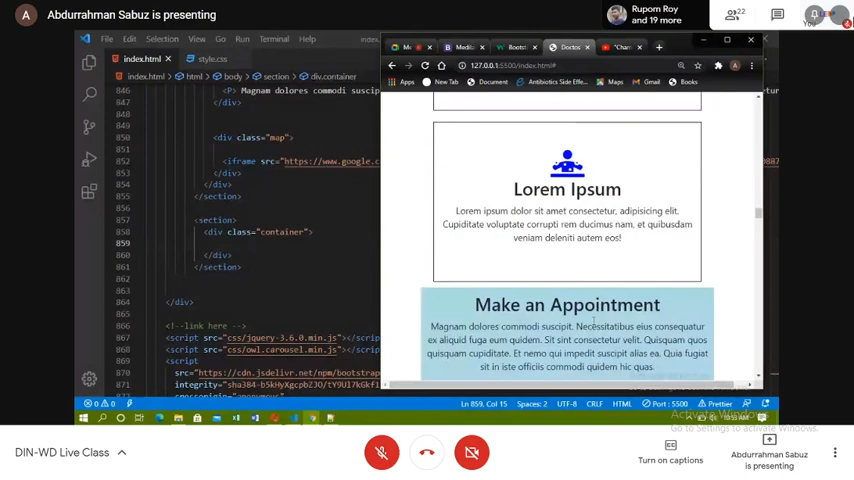 A Abdurrahman Sabuz is presenting
Rupom Roy
and 19 more
22
You
File Edit Selection View Go Run Terminal Help
index.html
style.css
index.html > html > body > section > div.container
846 <P> Magnam dolores commodi suscip
847 </div>
848
849
850 <div class="map">
851
852 <iframe src="https://www.google.c
853 </div>
854 </div>
855 </section>
856
857 <section>
858 <div class="container">
859
860 </div>
861 </section>
862
863
864 </div>
865
866 <!--link here -->
867 <script src="css/jquery-3.6.0.min.js"></scrip
868 <script src="css/owl.carousel.min.js"></scrip
869 <script
870 src="https://cdn.jsdelivr.net/npm/bootstrap
871
0 0
Ln 859, Col 15 Spaces: 2 UTF-8 CRLF HTML Port : 5500 Prettier
Bootst
Doctos
"Cham
127.0.0.1:5500/index.html#
A
Apps New Tab Document Antibiotics Side Effe... Maps Gmail Books
Lorem Ipsum
Lorem ipsum dolor sit amet consectetur, adipisicing elit.
Cupiditate voluptate corrupti rem ducimus nam, et quibusdam
veniam deleniti autem eos!
Make an Appointment
Magnam dolores commodi suscipit. Necessitatibus eius consequatur
ex aliquid fuga eum quidem. Sit sint consectetur velit. Quisquam quos
quisquam cupiditate. Et nemo qui impedit suscipit alias ea. Quia fugiat
sit in iste officiis commodi quidem hic quas.
Activate Windows
Go to Settings to activate Windows.
DIN-WD Live Class
Turn on captions
Abdurrahman Sabuz
is presenting